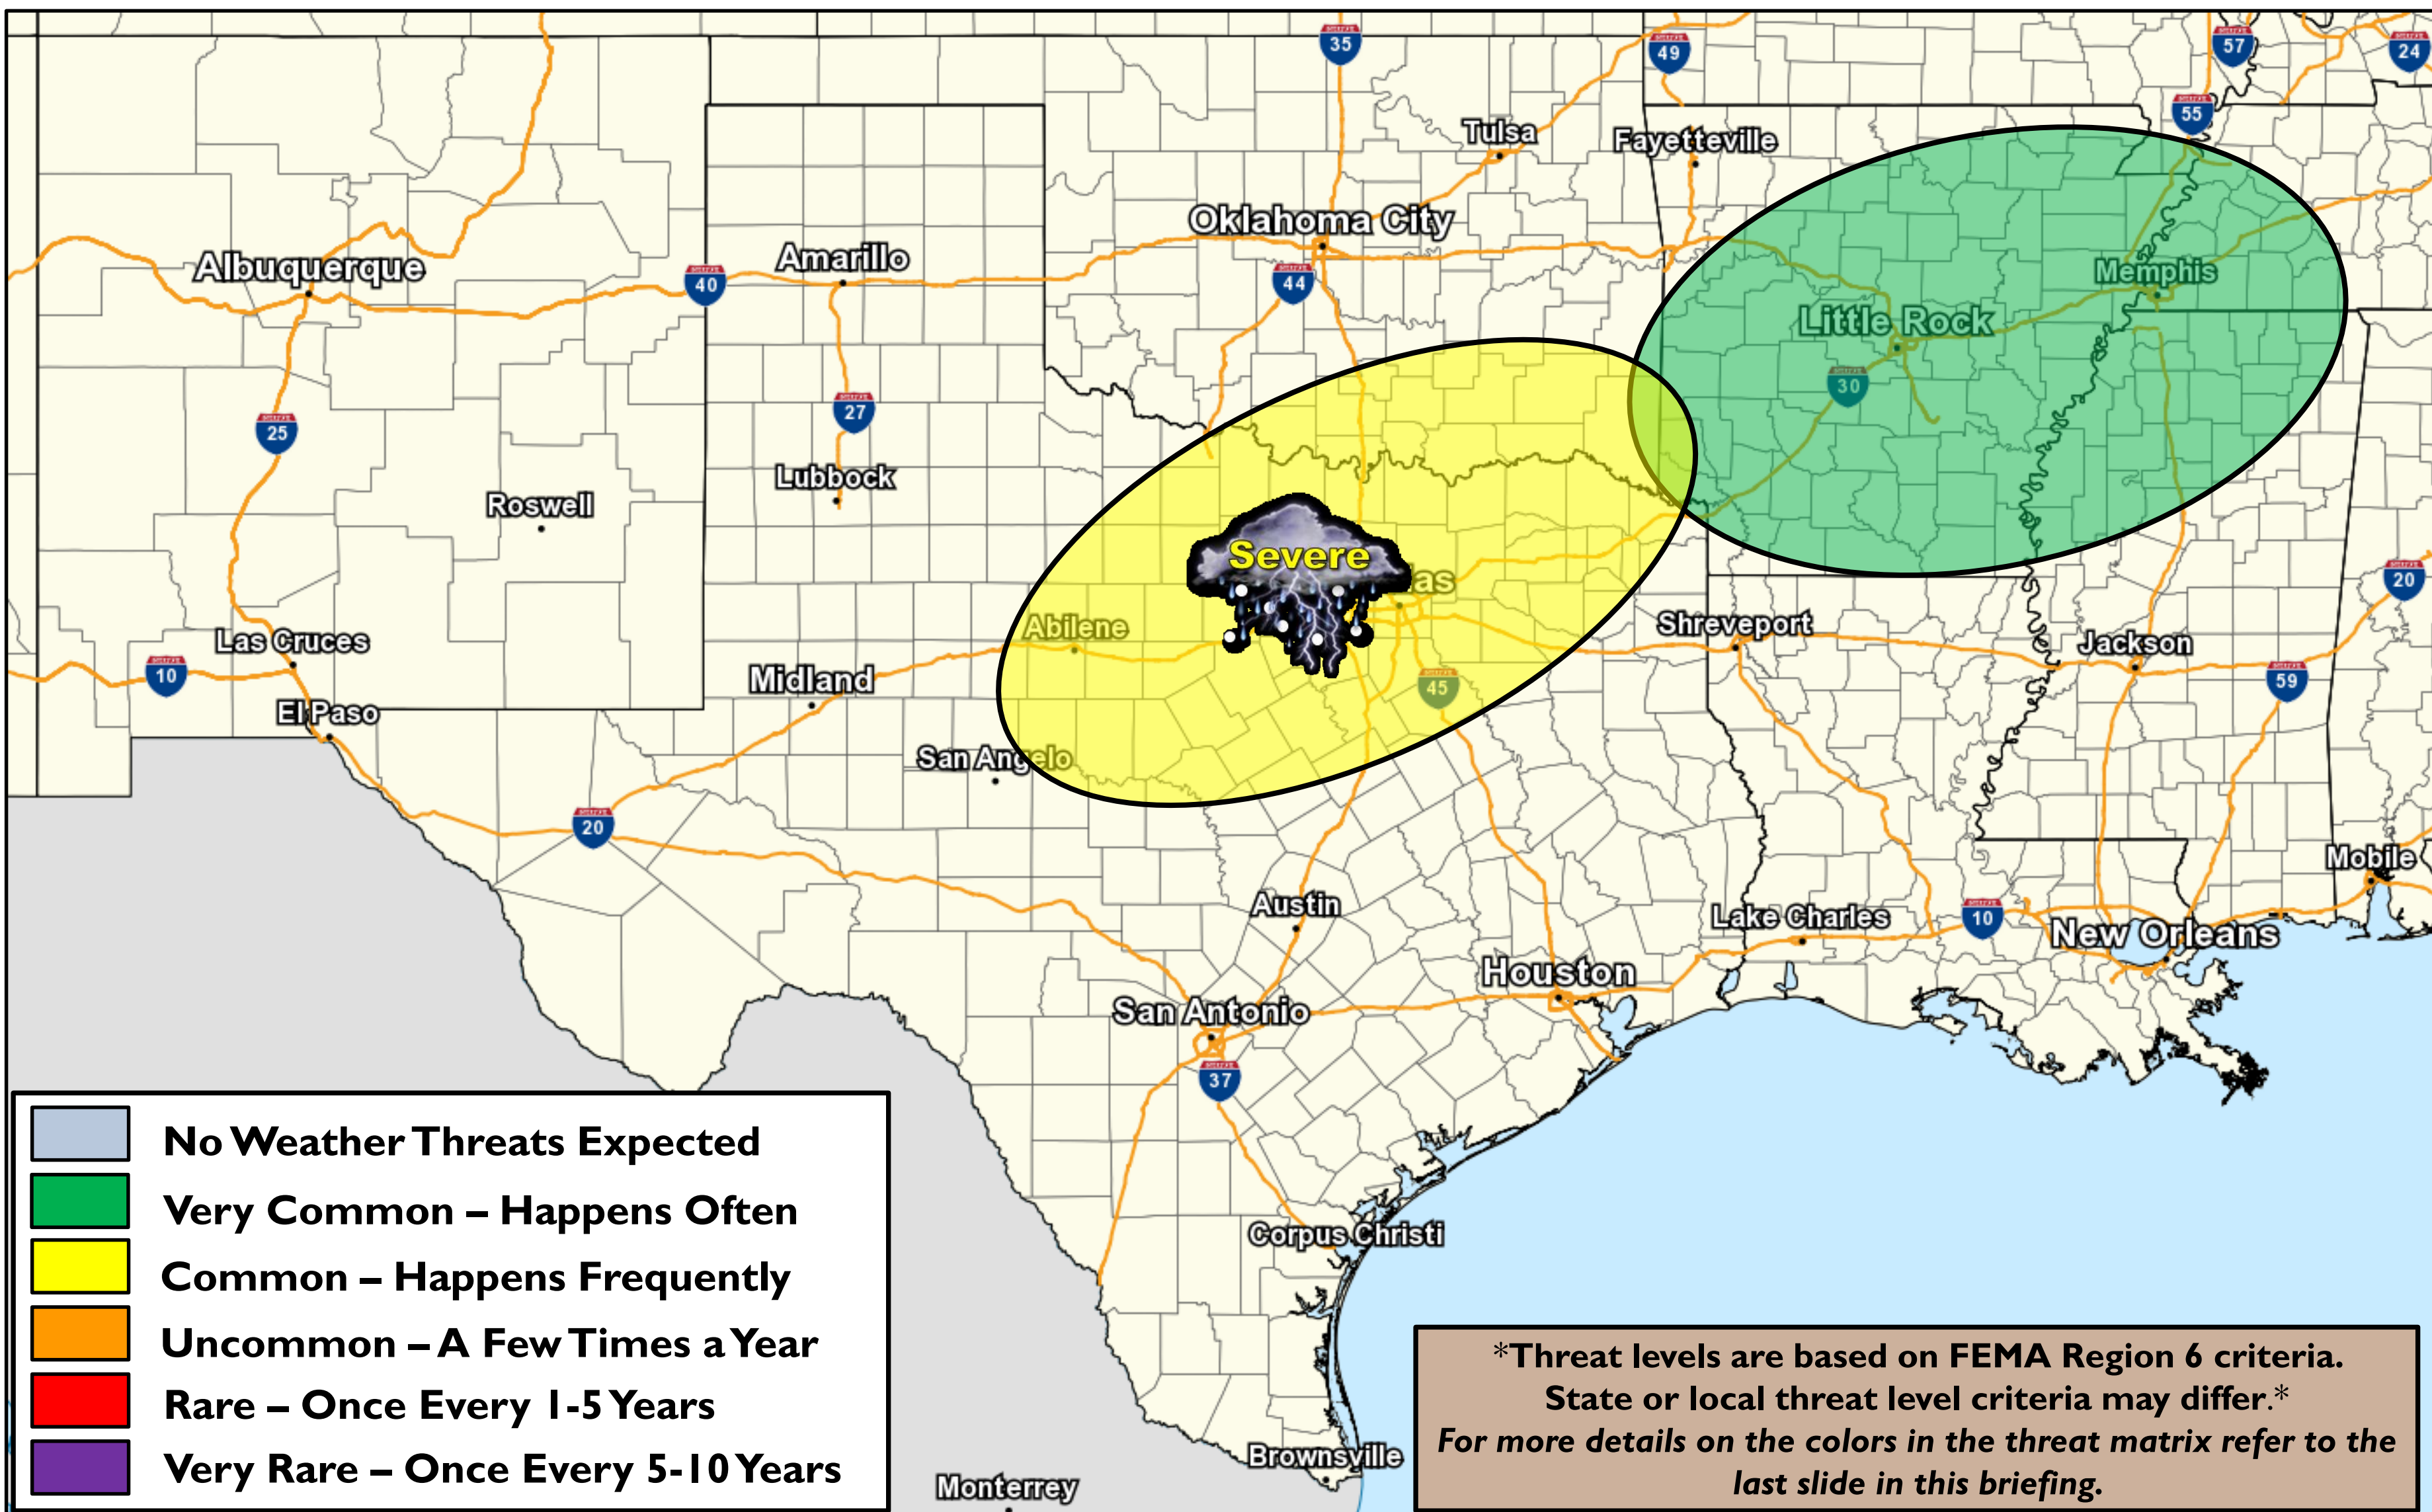 35
49
57
24
55
Tulsa
Fayetteville
Oklahoma City
Albuquerque
Amarillo
40
44
Memphis
Little Rock
30
25
27
Lubbock
Roswell
Severe
las
20
Abilene
Las Cruces
Shreveport
Jackson
10
Midland
45
59
El Paso
San Angelo
20
Mobile
Austin
Lake Charles
10
New Orleans
Houston
San Antonio
37
Corpus Christi
Brownsville
Monterrey
No Weather Threats Expected
Very Common – Happens Often
Common – Happens Frequently
Uncommon – A Few Times a Year
Rare – Once Every 1-5 Years
Very Rare – Once Every 5-10 Years
*Threat levels are based on FEMA Region 6 criteria.
State or local threat level criteria may differ.*
For more details on the colors in the threat matrix refer to the
last slide in this briefing.